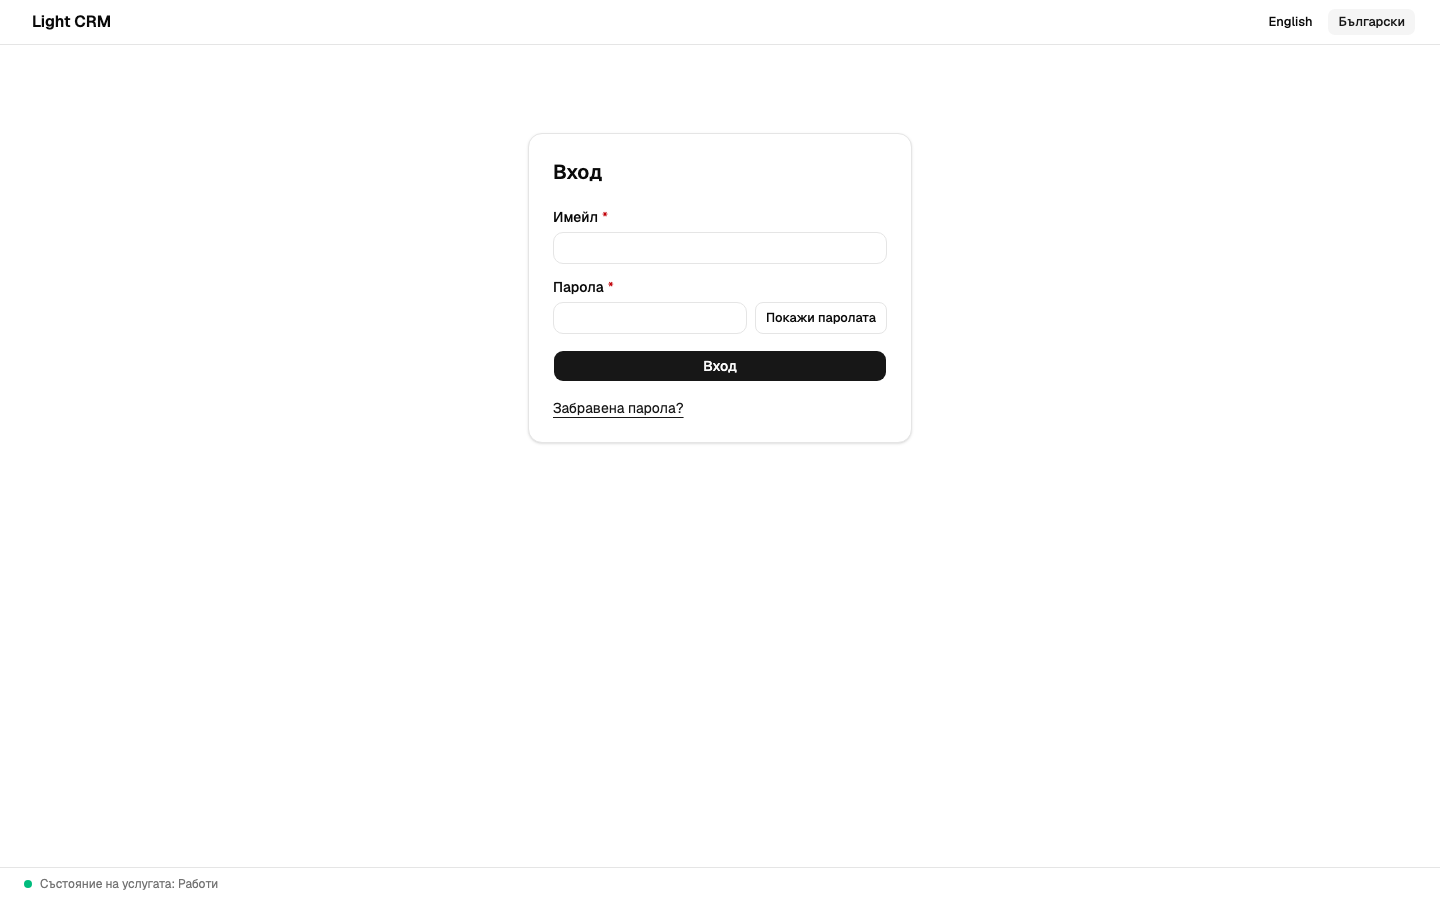 Light CRM
English
Български
Вход
Имейл *
Парола *
Покажи паролата
Вход
Забравена парола?
Състояние на услугата: Работи